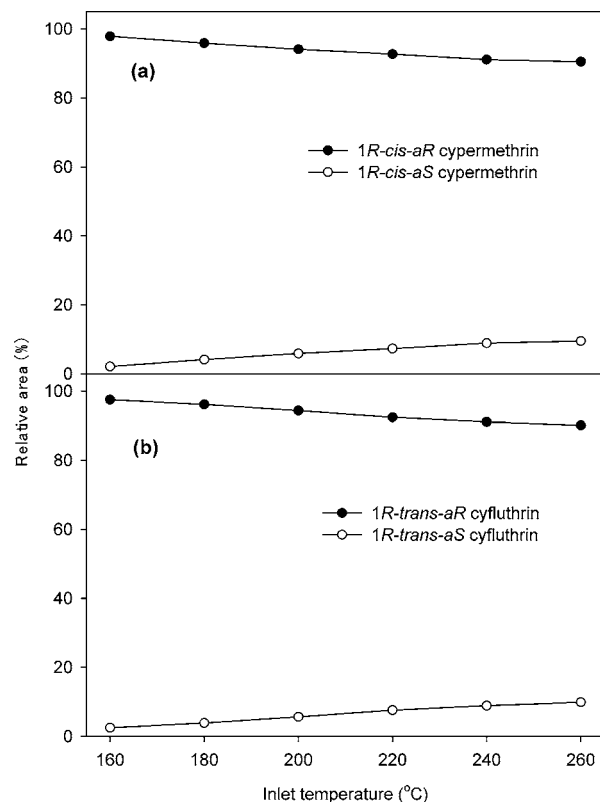 100
(a)
80
60
1R-cis-aR cypermethrin
1R-cis-aS cypermethrin
40
20
0
Relative area (%)
100
(b)
80
60
1R-trans-aR cyfluthrin
1R-trans-aS cyfluthrin
40
20
0
160 180 200 220 240 260
Inlet temperature (°C)